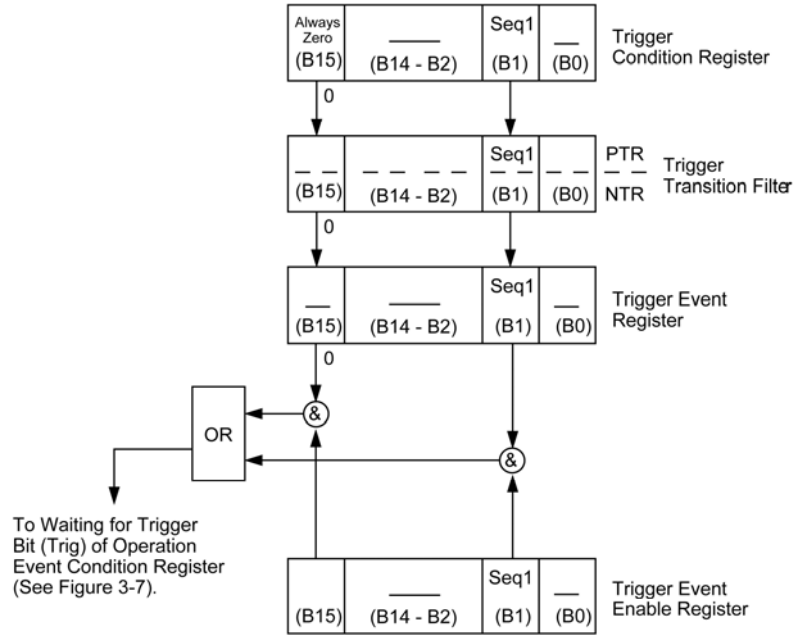 Always
Zero
(B15)
(B14 - B2)
Seq1
(B1)
(B0)
Trigger
Condition Register
0
(B15)
(B14 - B2)
Seq1
(B1)
(B0)
PTR
NTR
Trigger
Transition Filter
0
(B15)
(B14 - B2)
Seq1
(B1)
(B0)
Trigger Event
Register
0
&
OR
&
To Waiting for Trigger
Bit (Trig) of Operation
Event Condition Register
(See Figure 3-7).
(B15)
(B14 - B2)
Seq1
(B1)
(B0)
Trigger Event
Enable Register